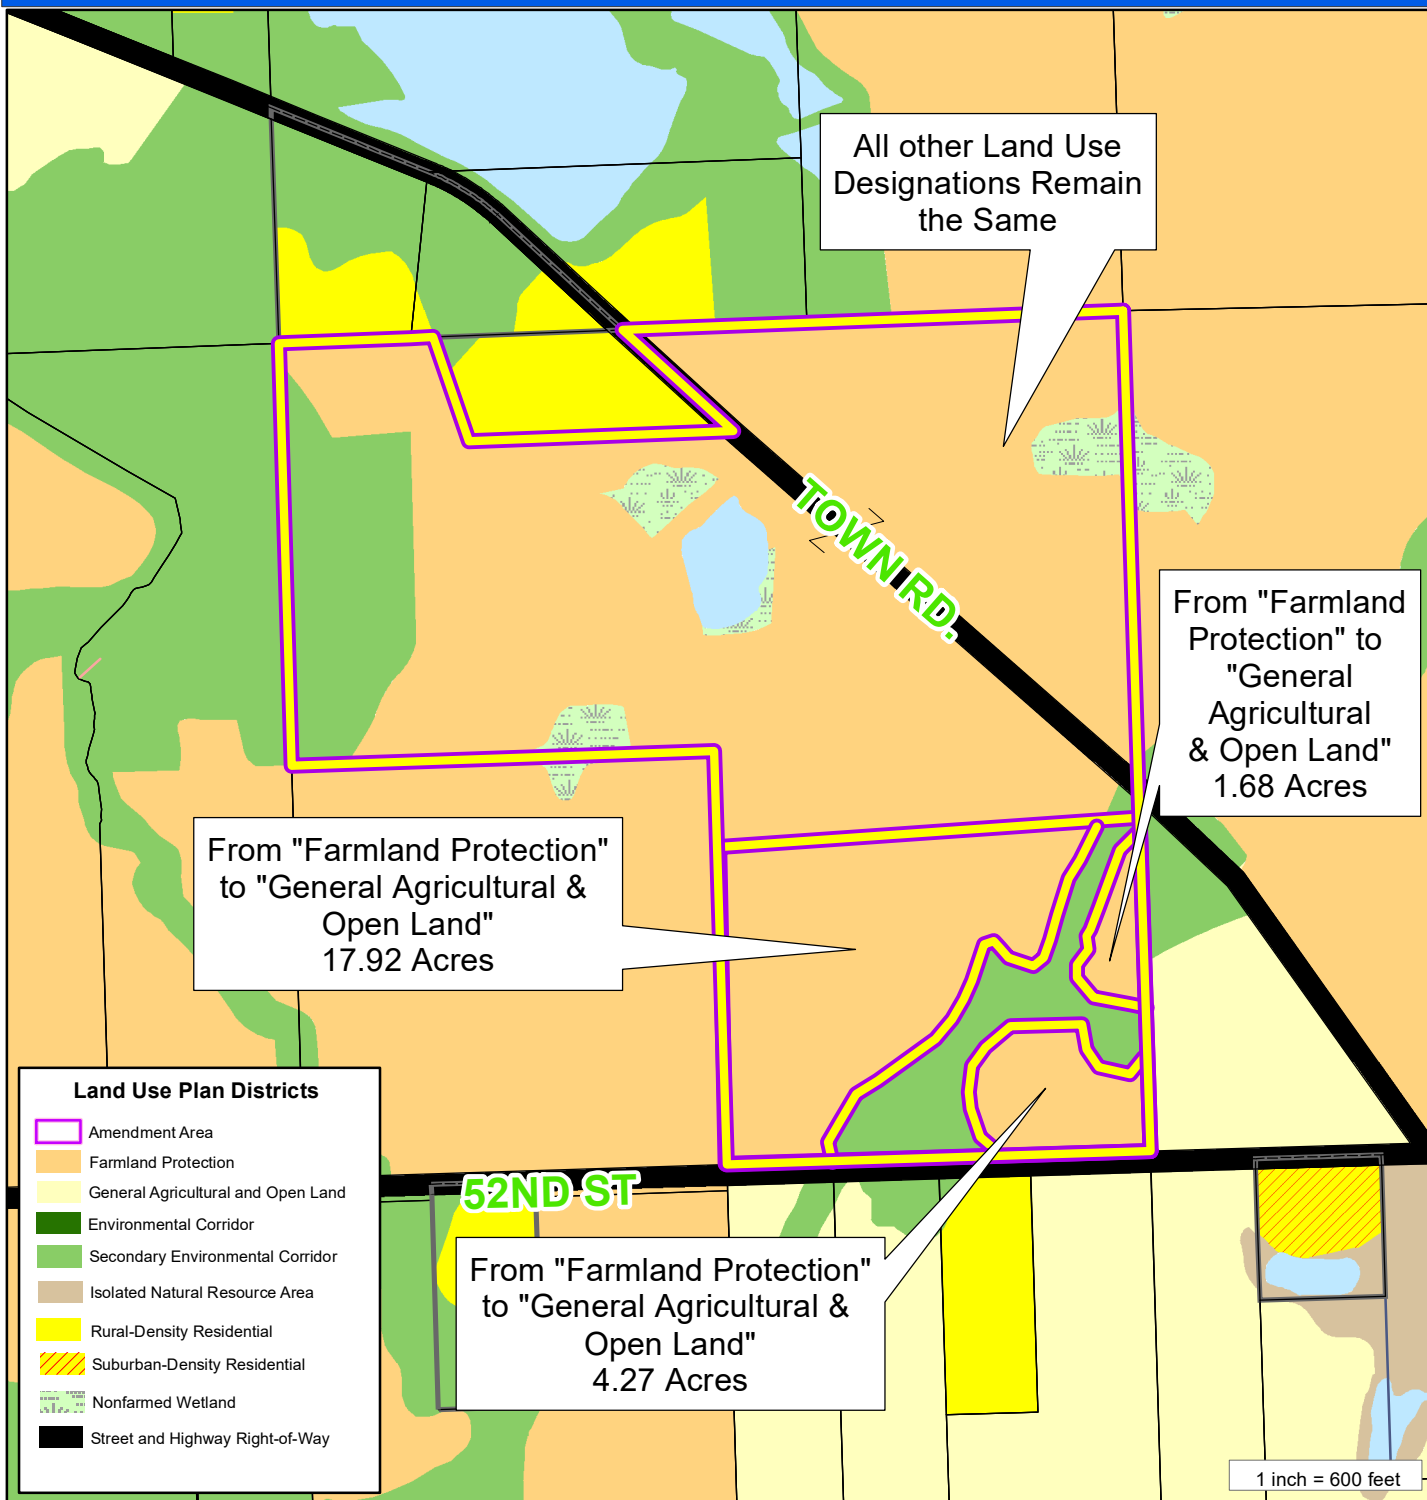 All other Land Use
Designations Remain
the Same
TOWN RD.
From "Farmland
Protection" to
"General
Agricultural
& Open Land"
1.68 Acres
From "Farmland Protection"
to "General Agricultural &
Open Land"
17.92 Acres
Land Use Plan Districts
Amendment Area
Farmland Protection
General Agricultural and Open Land
Environmental Corridor
Secondary Environmental Corridor
Isolated Natural Resource Area
Rural-Density Residential
Suburban-Density Residential
Nonfarmed Wetland
Street and Highway Right-of-Way
52ND ST
From "Farmland Protection"
to "General Agricultural &
Open Land"
4.27 Acres
1 inch = 600 feet